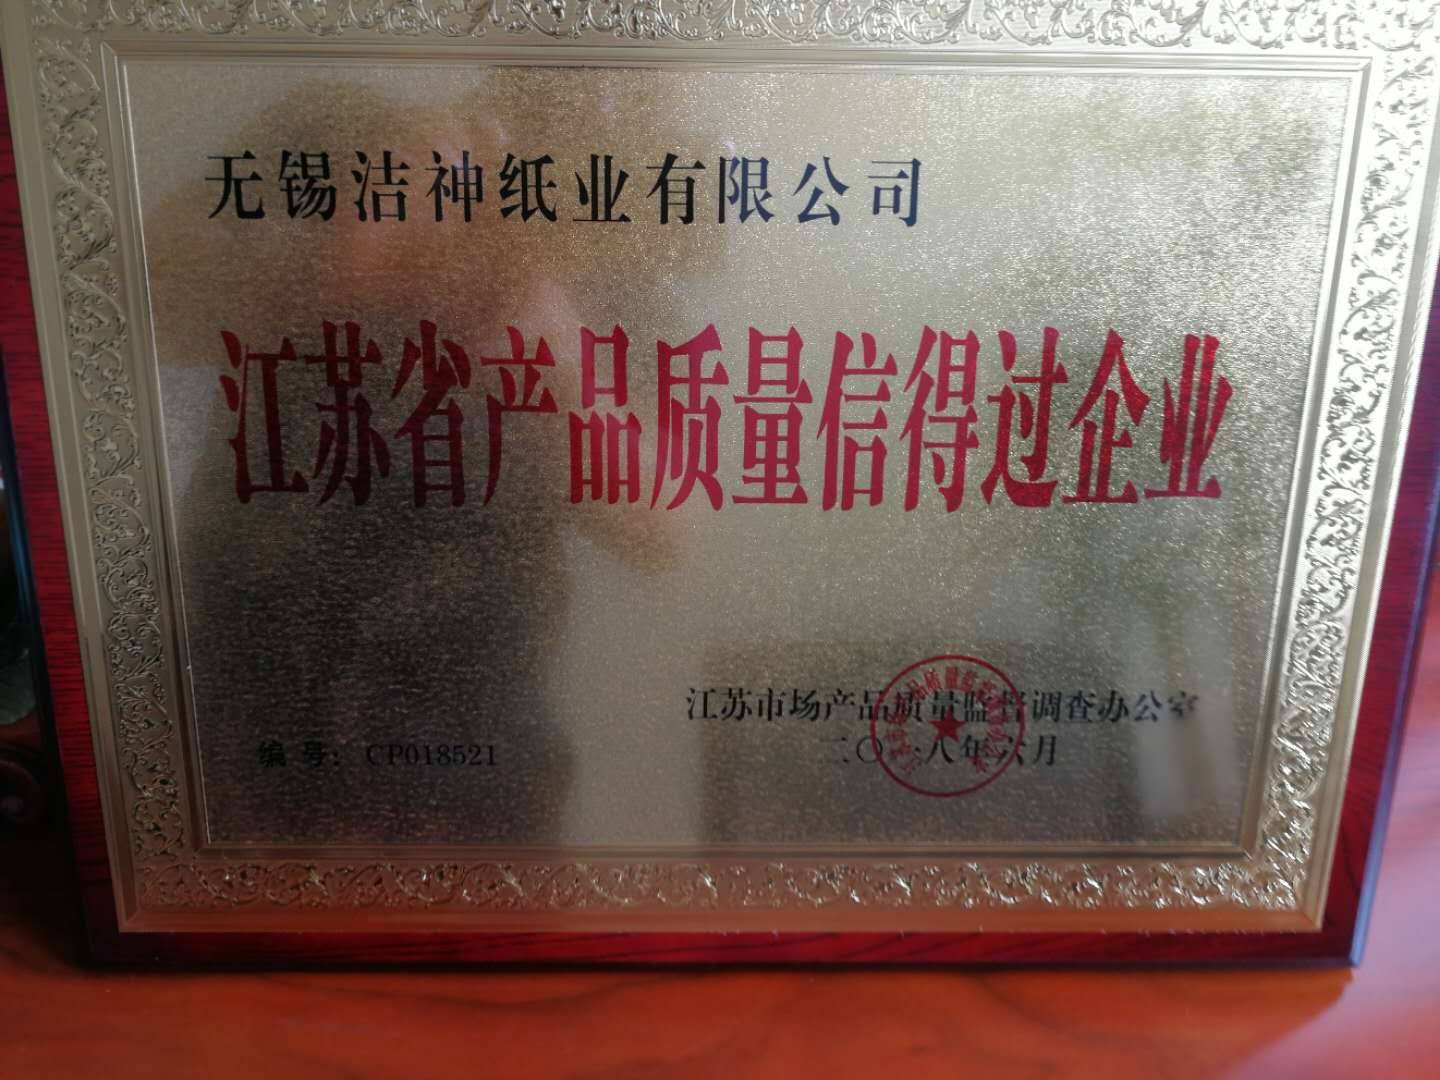 无锡洁神纸业有限公司
江苏省产品质量信得过企业
江苏市场产品质量监督调查办公室
编号：CP018521
二〇一八年六月